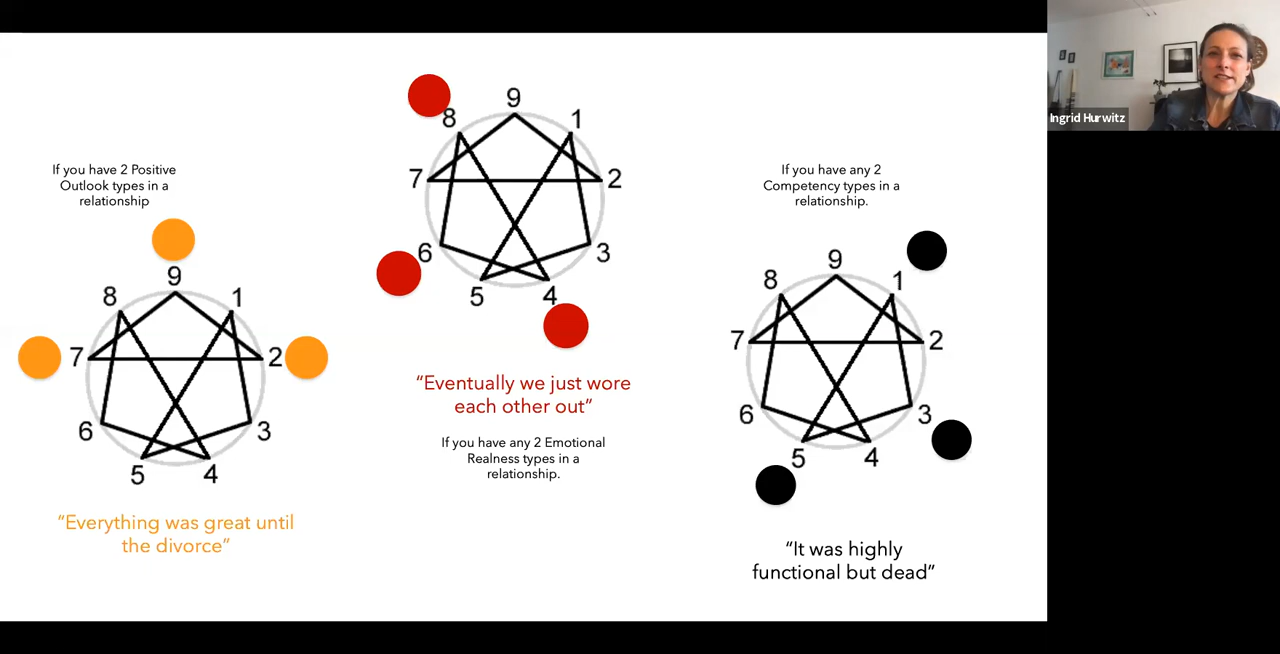 If you have 2 Positive
Outlook types in a
relationship
9
8
1
7
2
6
3
5
4
“Everything was great until
the divorce”
9
8
1
7
2
6
3
5
4
“Eventually we just wore
each other out”
If you have any 2 Emotional
Realness types in a
relationship.
If you have any 2
Competency types in a
relationship.
9
8
1
7
2
6
3
5
4
“It was highly
functional but dead”
Ingrid Hurwitz